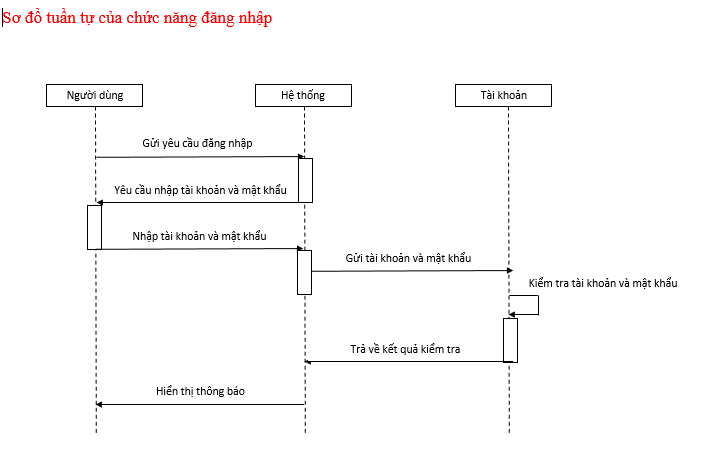 Sơ đồ tuần tự của chức năng đăng nhập
Người dùng
Hệ thống
Tài khoản
Gửi yêu cầu đăng nhập
Yêu cầu nhập tài khoản và mật khẩu
Nhập tài khoản và mật khẩu
Gửi tài khoản và mật khẩu
Kiểm tra tài khoản và mật khẩu
Trả về kết quả kiểm tra
Hiển thị thông báo